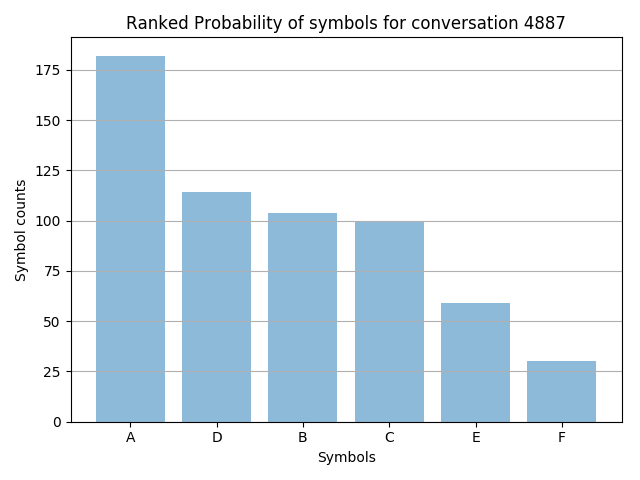 Ranked Probability of symbols for conversation 4887
175
150
125
100
75
50
25
0
Symbol counts
A D B C E F
Symbols